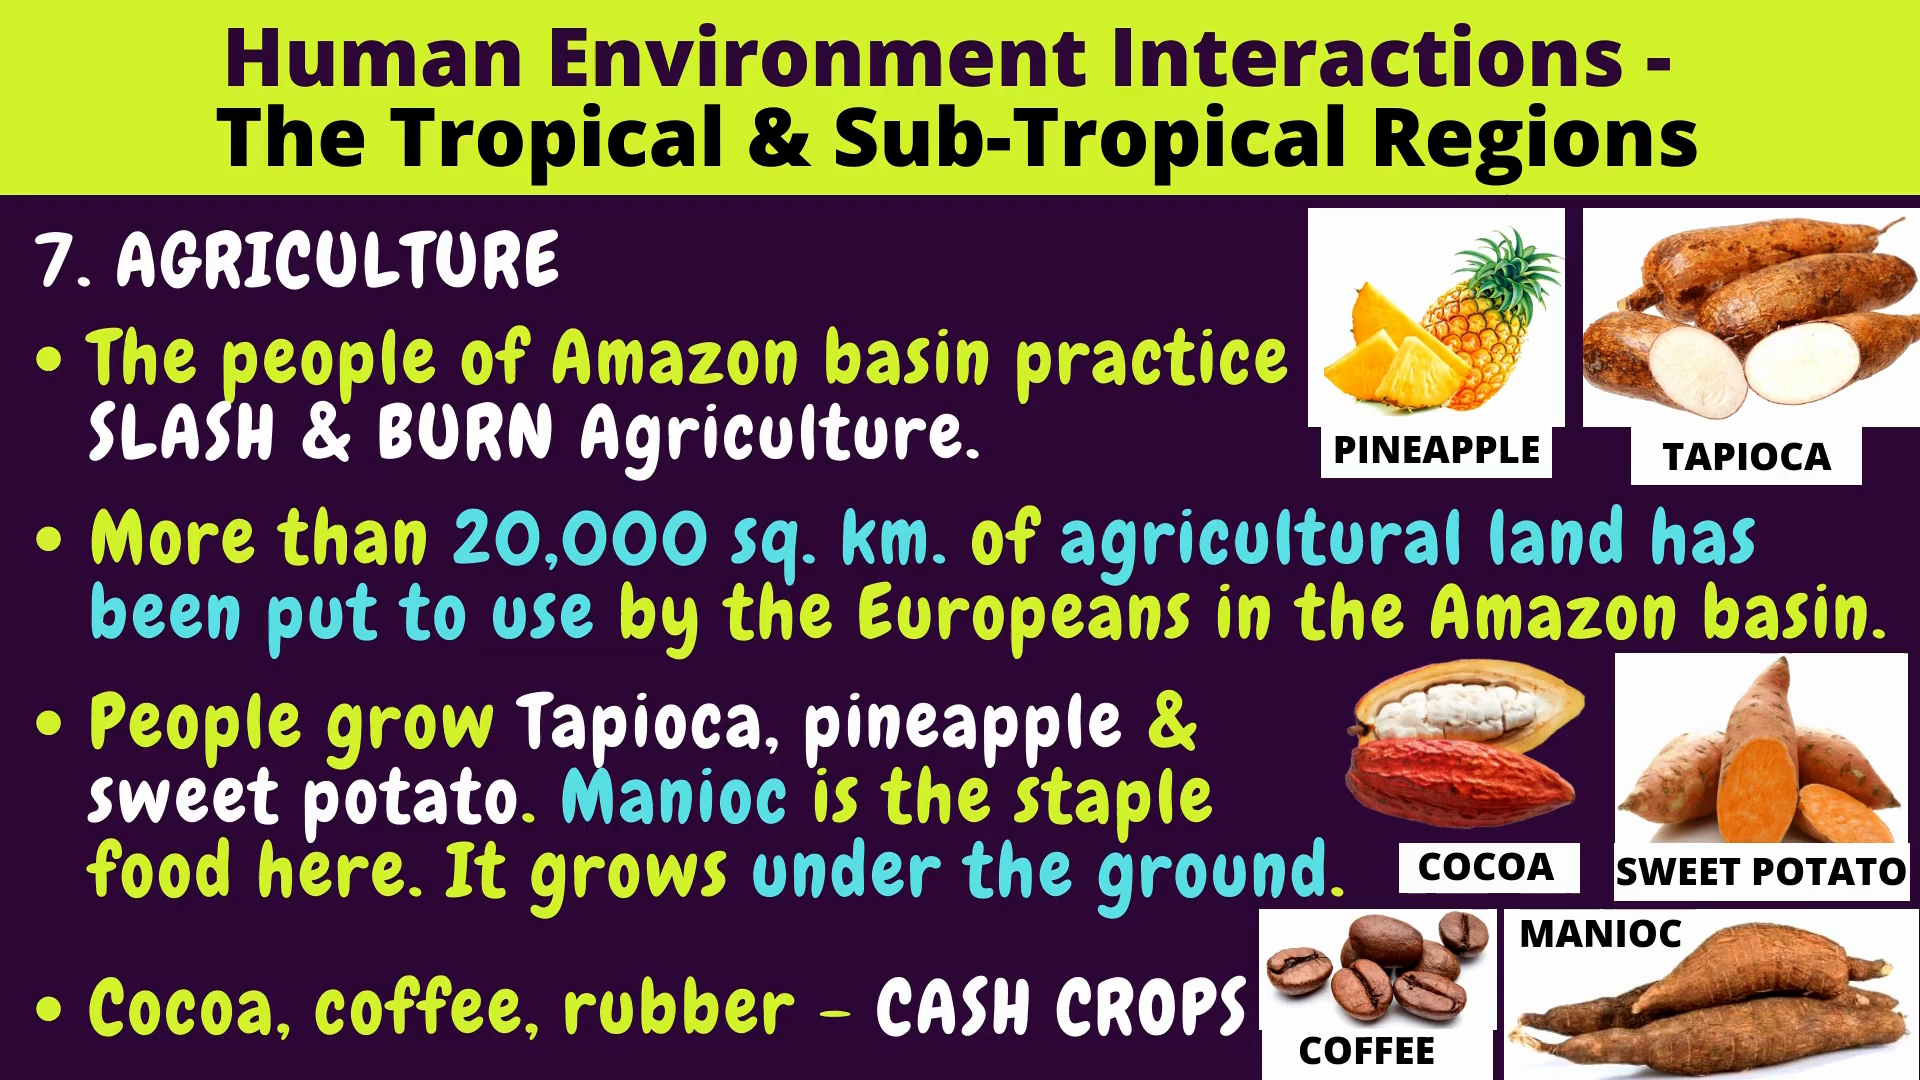 Human Environment Interactions -
The Tropical & Sub-Tropical Regions
7. AGRICULTURE
• The people of Amazon basin practice
SLASH & BURN Agriculture.
PINEAPPLE
TAPIOCA
• More than 20,000 sq. km. of agricultural land has
been put to use by the Europeans in the Amazon basin.
• People grow Tapioca, pineapple &
sweet potato. Manioc is the staple
food here. It grows under the ground.
COCOA
SWEET POTATO
• Cocoa, coffee, rubber - CASH CROPS
COFFEE
MANIOC